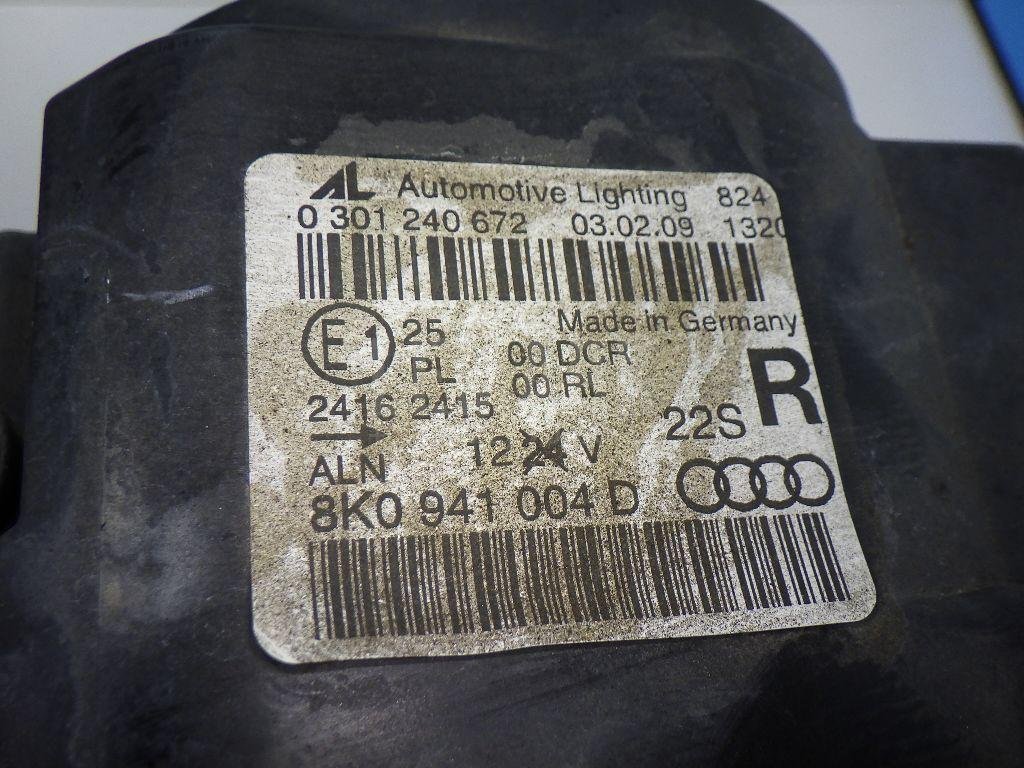 AL Automotive Lighting 824
0 301 240 672 03.02.09 1320
Made in Germany
E1 25 00 DCR
PL 00 RL R
2416 2415 22S
ALN 12 24 V
8K0 941 004 D